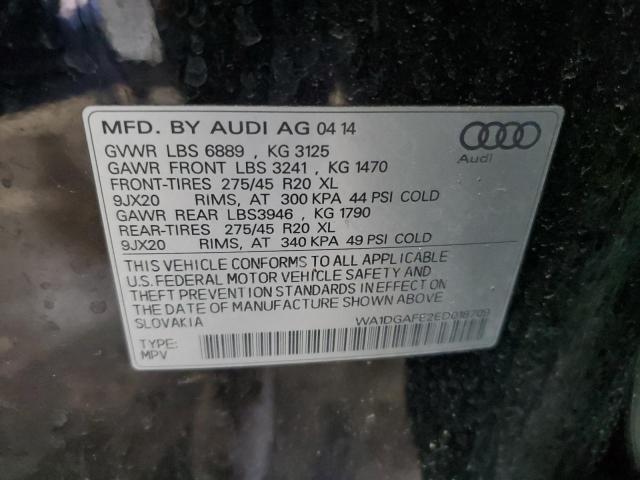 MFD. BY AUDI AG 04 14
Audi
GVWR LBS 6889 , KG 3125
GAWR FRONT LBS 3241 , KG 1470
FRONT-TIRES 275/45 R20 XL
9JX20 RIMS, AT 300 KPA 44 PSI COLD
GAWR REAR LBS3946 , KG 1790
REAR-TIRES 275/45 R20 XL
9JX20 RIMS, AT 340 KPA 49 PSI COLD
THIS VEHICLE CONFORMS TO ALL APPLICABLE
U.S.FEDERAL MOTOR VEHICLE SAFETY AND
THEFT PREVENTION STANDARDS IN EFFECT ON
THE DATE OF MANUFACTURE SHOWN ABOVE
SLOVAKIA
WA1DGAFE2ED018709
TYPE:
MPV